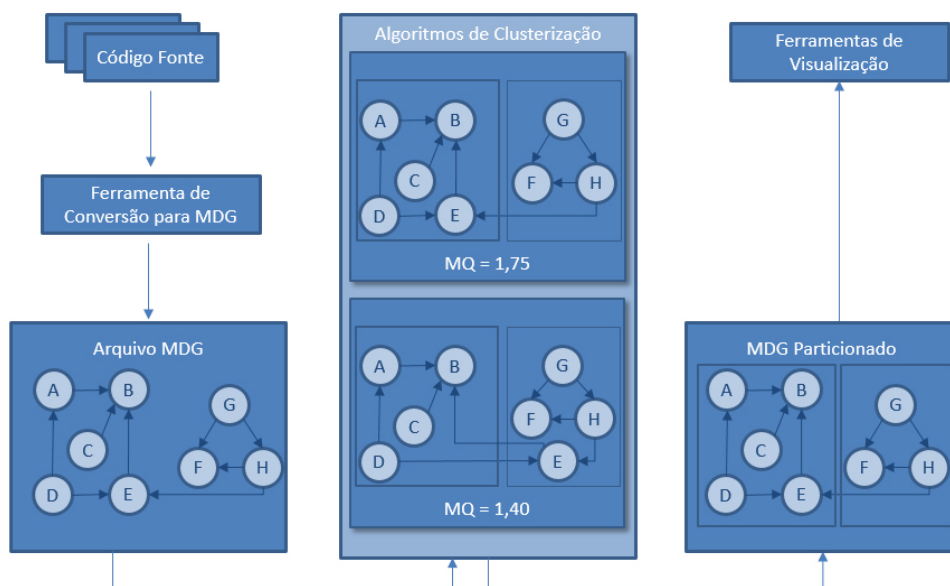 Código Fonte
Ferramenta de
Conversão para MDG
Arquivo MDG
A
B
G
C
F
H
D
E
Algoritmos de Clusterização
A
B
G
C
F
H
D
E
MQ = 1,75
A
B
G
C
F
H
D
E
MQ = 1,40
Ferramentas de
Visualização
MDG Particionado
A
B
G
C
F
H
D
E